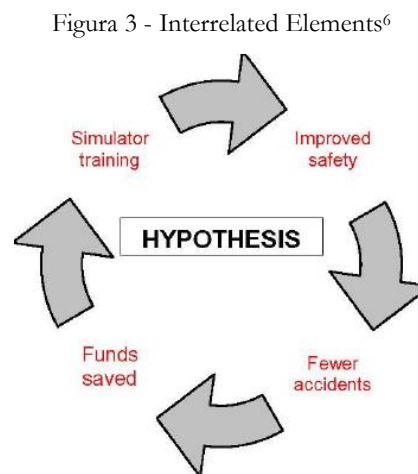 Figura 3 - Interrelated Elements⁶
Simulator
training
Improved
safety
HYPOTHESIS
Funds
saved
Fewer
accidents